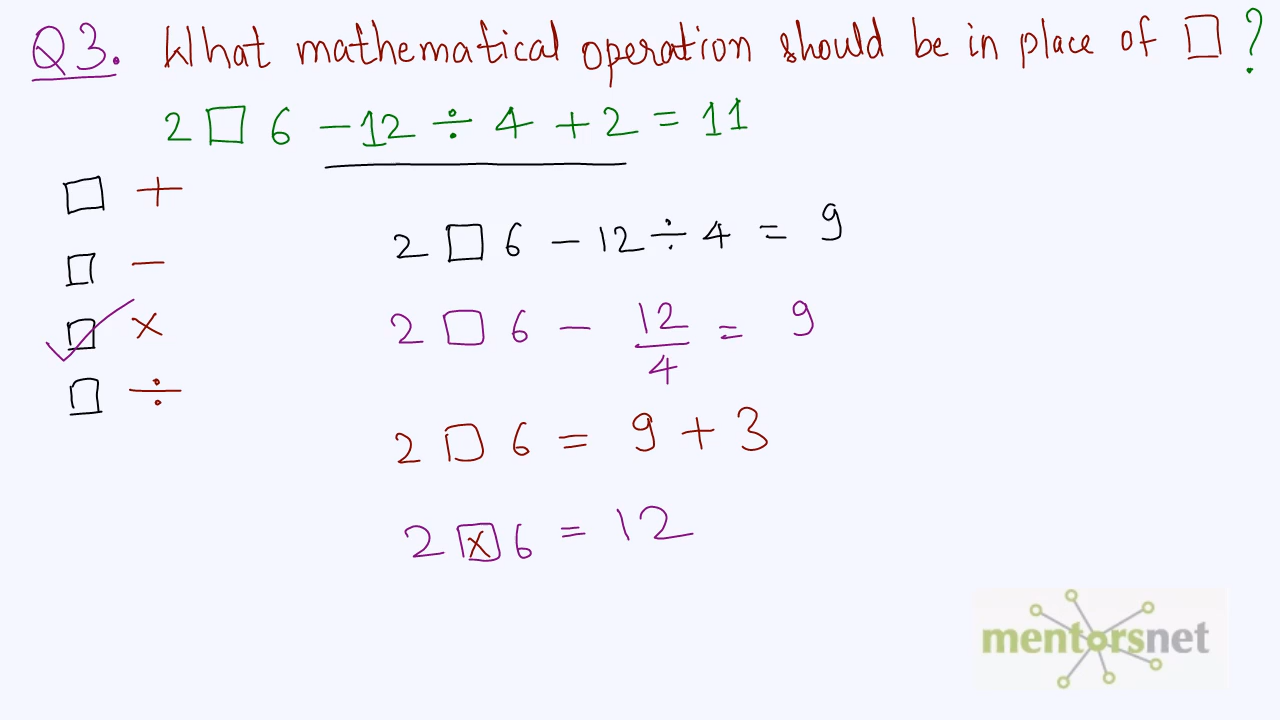 Q3. What mathematical operation should be in place of □ ?
2 □ 6 − 12 ÷ 4 + 2 = 11
□ +
□ −
□ ×
□ ÷
2 □ 6 − 12 ÷ 4 = 9
2 □ 6 − 12/4 = 9
2 □ 6 = 9 + 3
2 × 6 = 12
mentorsnet